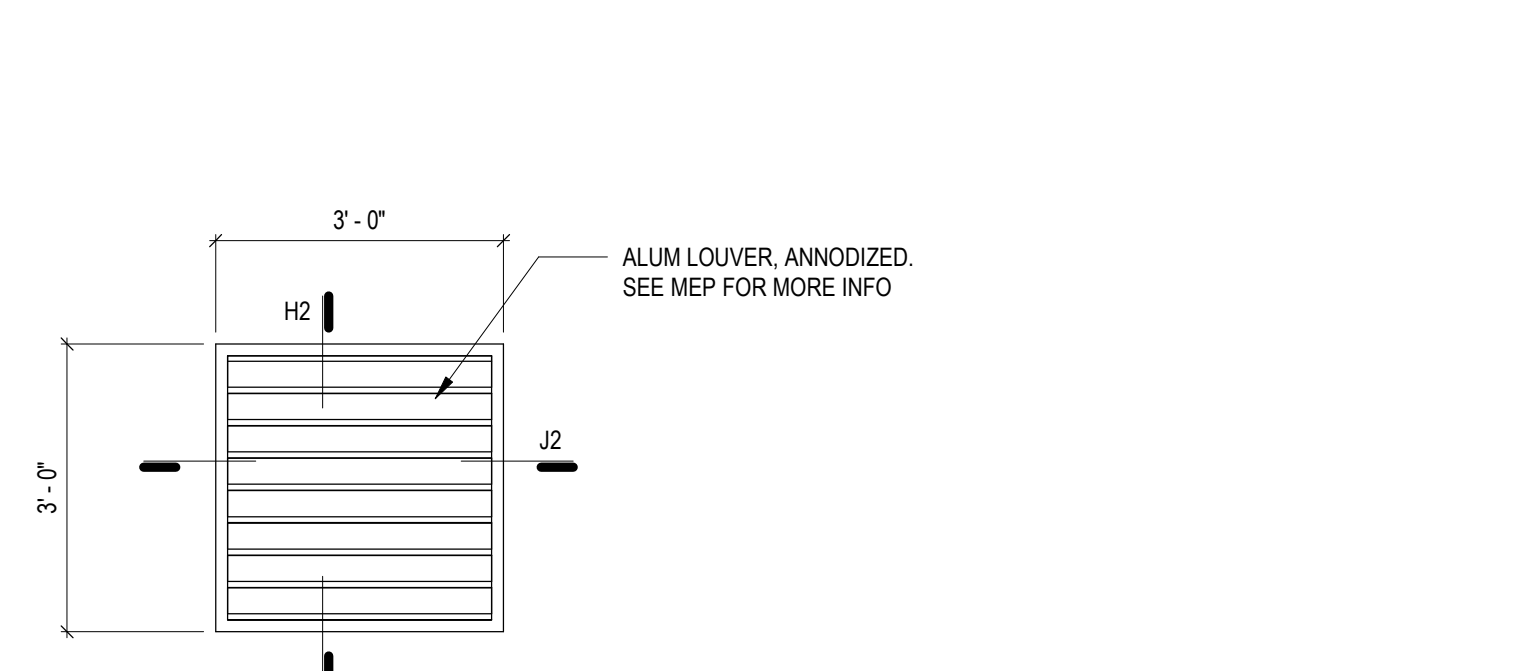 3' - 0"
ALUM LOUVER, ANNODIZED.
SEE MEP FOR MORE INFO
H2
J2
3' - 0"